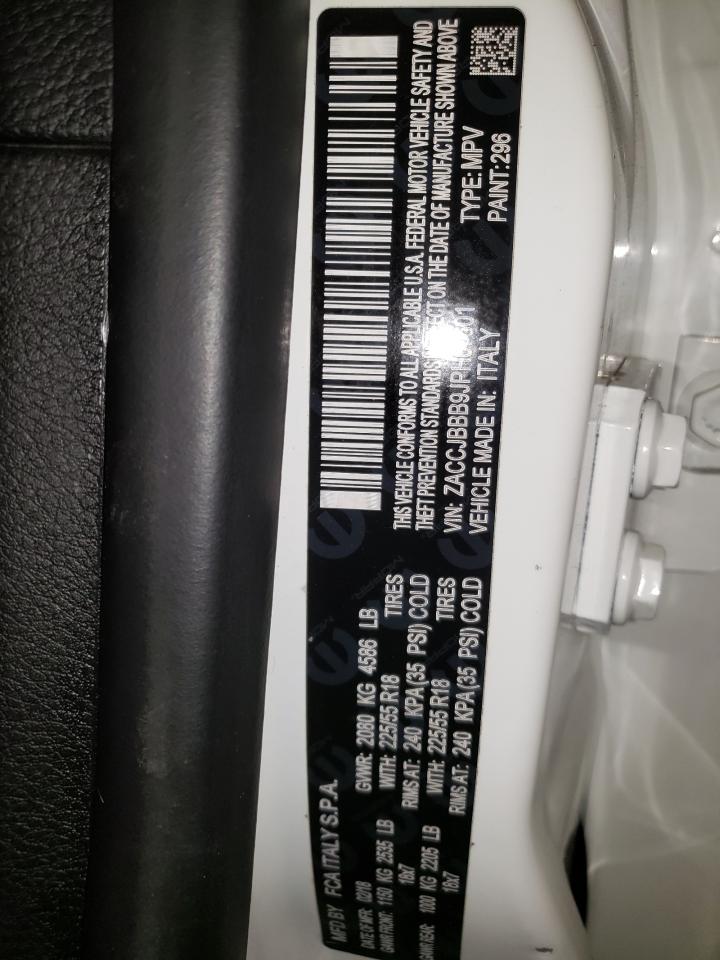 MFD BY FCA ITALY S.P.A.
DATE OF MFR: 02/18 GVWR: 2080 KG 4586 LB
GAWR FRONT: 1150 KG 2535 LB WITH: 225/55 R18 TIRES
18x7 RIMS AT: 240 KPA(35 PSI) COLD
GAWR REAR: 1000 KG 2205 LB WITH: 225/55 R18 TIRES
18x7 RIMS AT: 240 KPA(35 PSI) COLD
THIS VEHICLE CONFORMS TO ALL APPLICABLE U.S.A. FEDERAL MOTOR VEHICLE SAFETY AND
THEFT PREVENTION STANDARDS IN EFFECT ON THE DATE OF MANUFACTURE SHOWN ABOVE
VIN: TYPE: MPV
VEHICLE MADE IN: ITALY PAINT:296